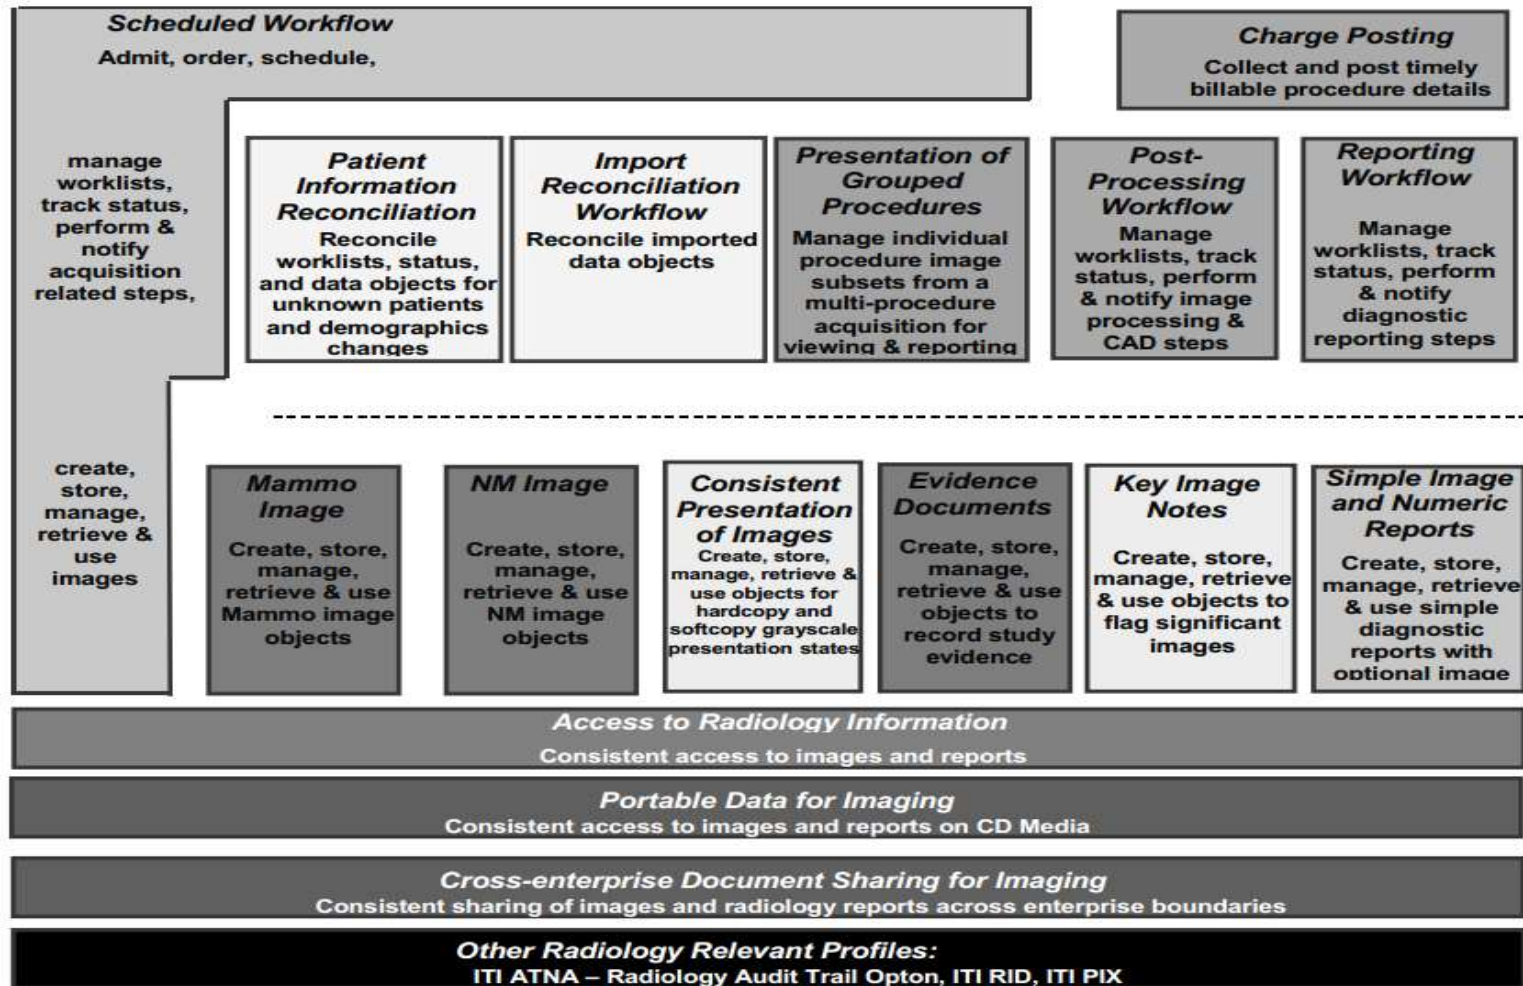 Scheduled Workflow
Admit, order, schedule,
manage
worklists,
track status,
perform &
notify
acquisition
related steps,
create,
store,
manage,
retrieve &
use
images
Charge Posting
Collect and post timely
billable procedure details
Patient
Information
Reconciliation
Reconcile
worklists, status,
and data objects for
unknown patients
and demographics
changes
Import
Reconciliation
Workflow
Reconcile imported
data objects
Presentation of
Grouped
Procedures
Manage individual
procedure image
subsets from a
multi-procedure
acquisition for
viewing & reporting
Post-
Processing
Workflow
Manage
worklists, track
status, perform
& notify image
processing &
CAD steps
Reporting
Workflow
Manage
worklists, track
status, perform
& notify
diagnostic
reporting steps
Mammo
Image
Create, store,
manage,
retrieve & use
Mammo image
objects
NM Image
Create, store,
manage,
retrieve & use
NM image
objects
Consistent
Presentation
of Images
Create, store,
manage, retrieve &
use objects for
hardcopy and
softcopy grayscale
presentation states
Evidence
Documents
Create, store,
manage,
retrieve & use
objects to
record study
evidence
Key Image
Notes
Create, store,
manage, retrieve
& use objects to
flag significant
images
Simple Image
and Numeric
Reports
Create, store,
manage, retrieve
& use simple
diagnostic
reports with
optional image
Access to Radiology Information
Consistent access to images and reports
Portable Data for Imaging
Consistent access to images and reports on CD Media
Cross-enterprise Document Sharing for Imaging
Consistent sharing of images and radiology reports across enterprise boundaries
Other Radiology Relevant Profiles:
ITI ATNA – Radiology Audit Trail Opton, ITI RID, ITI PIX